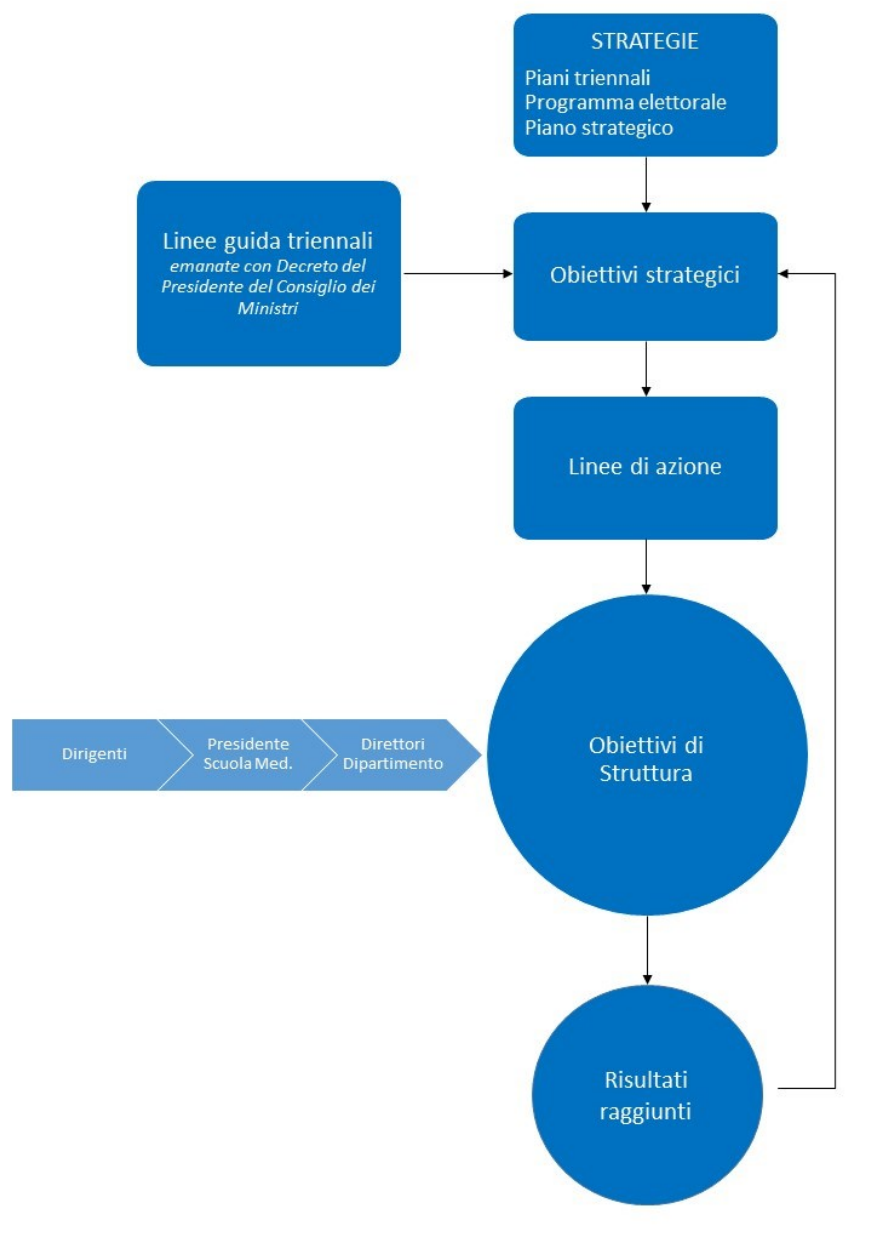 STRATEGIE
Piani triennali
Programma elettorale
Piano strategico
Linee guida triennali
emanate con Decreto del
Presidente del Consiglio dei
Ministri
Obiettivi strategici
Linee di azione
Dirigenti
Presidente
Scuola Med.
Direttori
Dipartimento
Obiettivi di
Struttura
Risultati
raggiunti